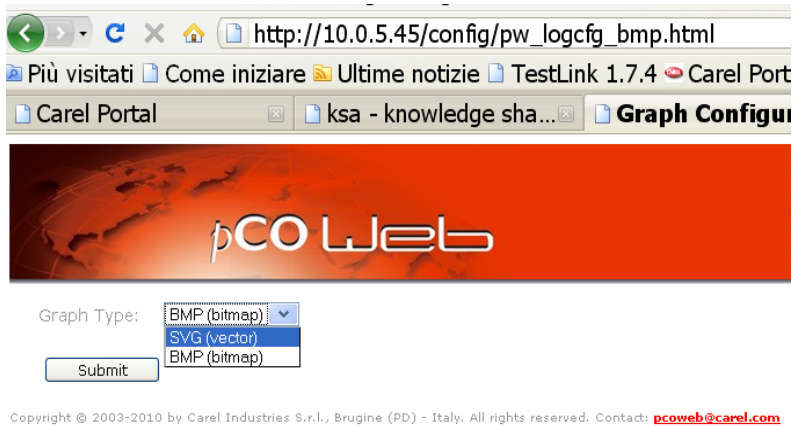 http://10.0.5.45/config/pw_logcfg_bmp.html
Più visitati Come iniziare Ultime notizie TestLink 1.7.4 Carel Port
Carel Portal ksa - knowledge sha... Graph Configu
pCO Web
Graph Type: BMP (bitmap)
SVG (vector)
BMP (bitmap)
Submit
Copyright © 2003-2010 by Carel Industries S.r.l., Brugine (PD) - Italy. All rights reserved. Contact: pcoweb@carel.com